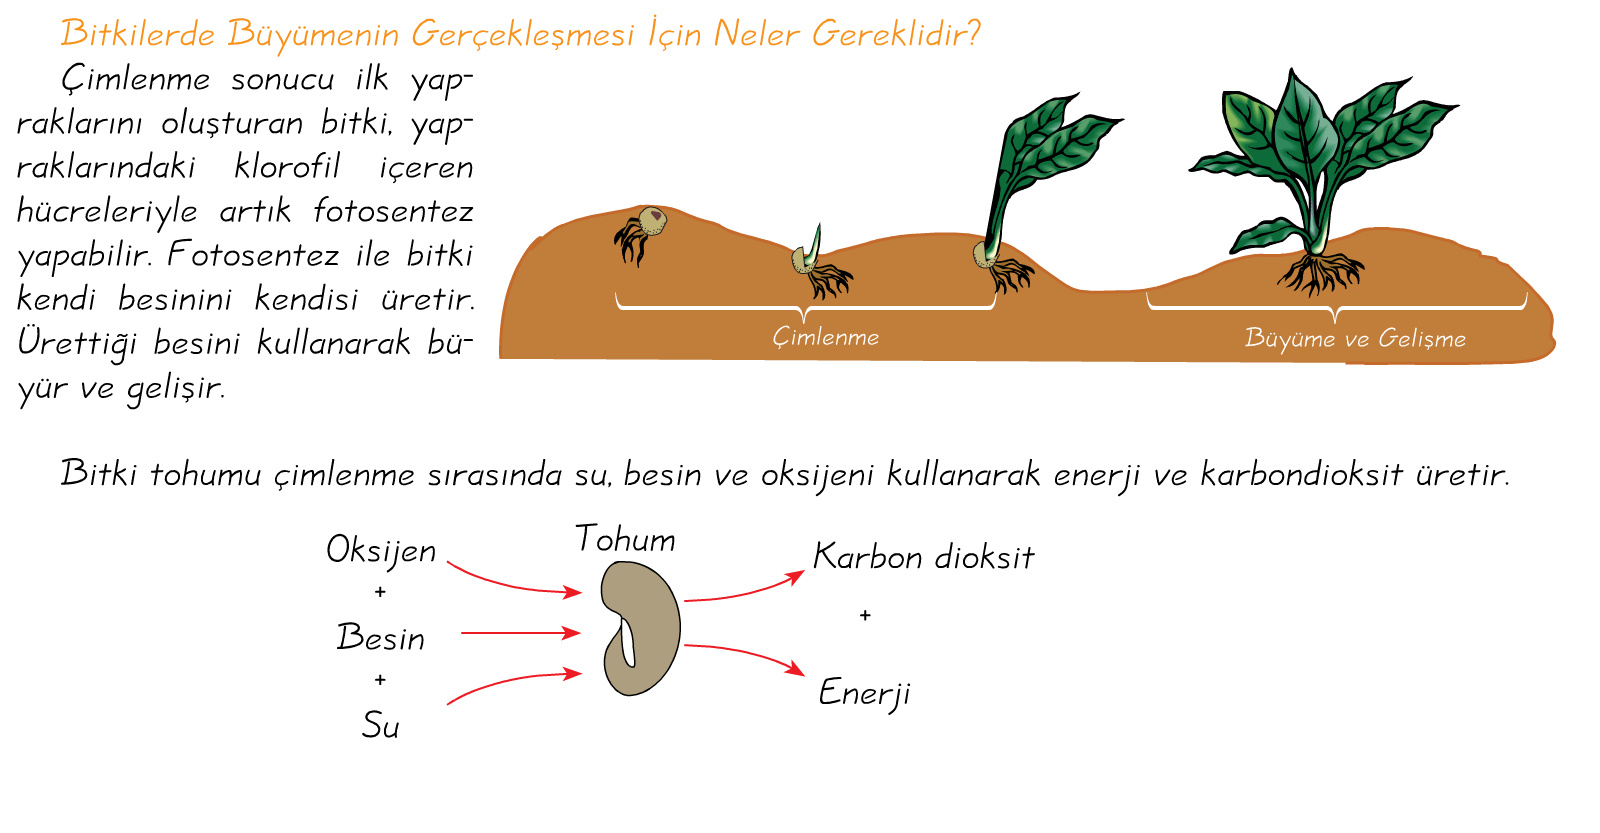 Bitkilerde Büyümenin Gerçekleşmesi İçin Neler Gereklidir?
Çimlenme sonucu ilk yap-
raklarını oluşturan bitki, yap-
raklarındaki klorofil içeren
hücreleriyle artık fotosentez
yapabilir. Fotosentez ile bitki
kendi besinini kendisi üretir.
Ürettiği besini kullanarak bü-
yür ve gelişir.
Çimlenme
Büyüme ve Gelişme
Bitki tohumu çimlenme sırasında su, besin ve oksijeni kullanarak enerji ve karbondioksit üretir.
Oksijen
+
Besin
+
Su
Tohum
Karbon dioksit
+
Enerji